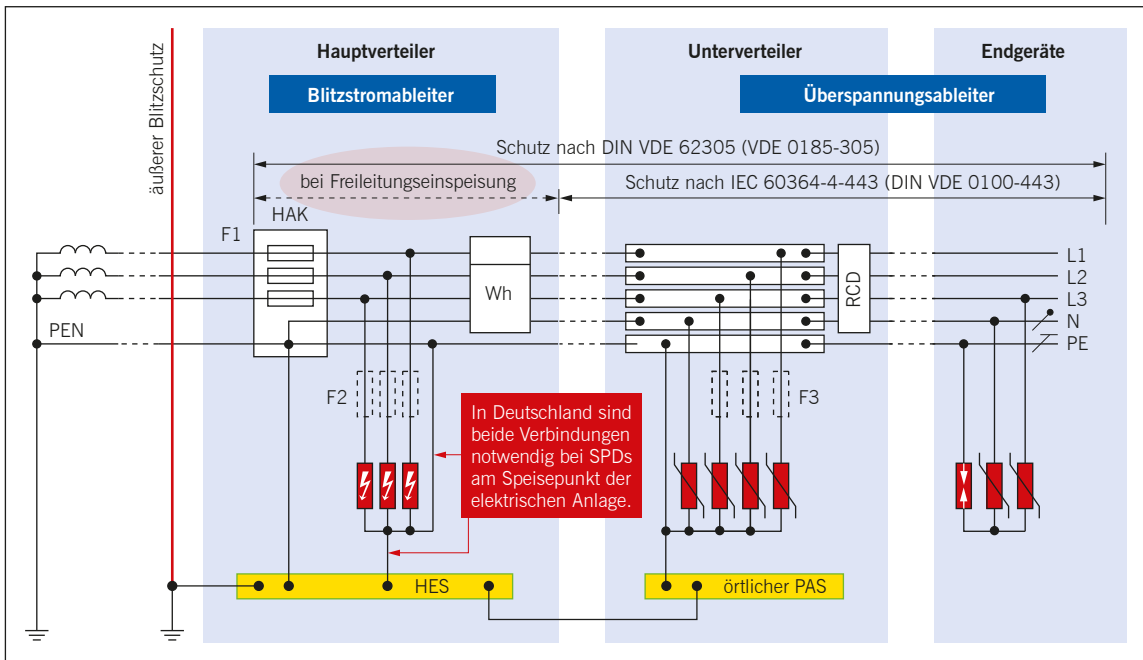 Hauptverteiler
Unterverteiler
Endgeräte
Blitzstromableiter
Überspannungsableiter
äußerer Blitzschutz
Schutz nach DIN VDE 62305 (VDE 0185-305)
bei Freileitungseinspeisung
Schutz nach IEC 60364-4-443 (DIN VDE 0100-443)
HAK
F1
L1
L2
L3
N
PE
Wh
RCD
PEN
F2
F3
In Deutschland sind
beide Verbindungen
notwendig bei SPDs
am Speisepunkt der
elektrischen Anlage.
HES
örtlicher PAS